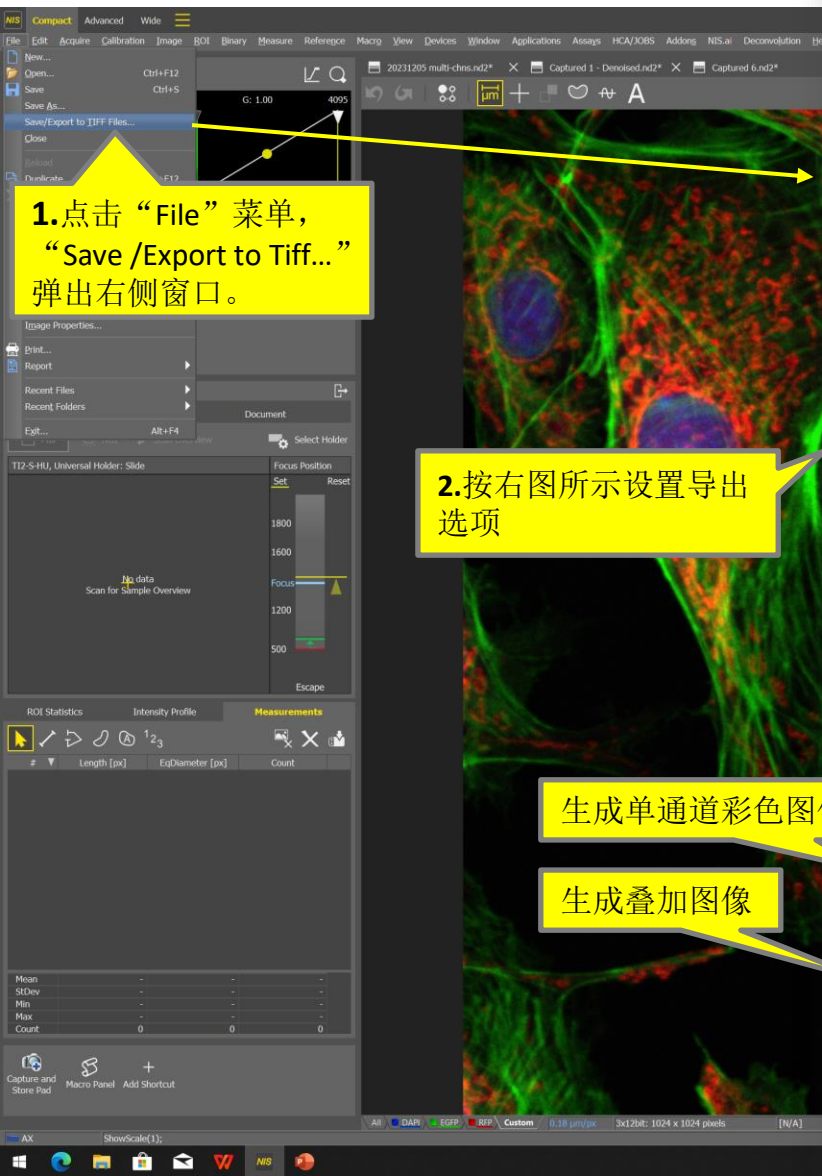 NIS Compact Advanced Wide
File Edit Acquire Calibration Image ROI Binary Measure Reference Macro View Devices Window Applications Assays HCA/JOBS Addons NIS.ai Deconvolution
New...
Open... Ctrl+F12
Save Ctrl+S
Save As...
Save/Export to TIFF Files...
Close
Reload
Duplicate
20231205 multi-chns.nd2* Captured 1 - Denoised.nd2* Captured 6.nd2*
G: 1.00 4095
µm A
1.点击“File”菜单，
“Save /Export to Tiff…”
弹出右侧窗口。
Image Properties...
Print...
Report
Recent Files
Recent Folders
Exit... Alt+F4
Document
Select Holder
TI2-S-HU, Universal Holder: Slide
Focus Position
Set Reset
1800
1600
Focus
1200
500
Escape
No data
Scan for Sample Overview
2.按右图所示设置导出
选项
ROI Statistics Intensity Profile Measurements
123
# Length [px] EqDiameter [px] Count
生成单通道彩色图
生成叠加图像
Mean - - -
StDev - - -
Min - - -
Max - - -
Count 0 0 0
Capture and
Store Pad
Macro Panel
Add Shortcut
All DAPI EGFP RFP Custom 0.18 µm/px 3x12bit: 1024 x 1024 pixels [N/A]
AX ShowScale(1);
NIS